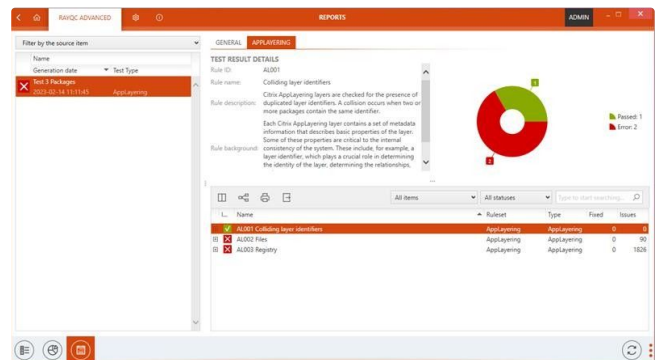 RAYQC ADVANCED
REPORTS
ADMIN
Filter by the source item
Name
Generation date Test Type
Test 3 Packages
2023-02-14 11:11:45 AppLayering
GENERAL APPLAYERING
TEST RESULT DETAILS
Rule ID: AL001
Rule name: Colliding layer identifiers
Rule description: Citrix AppLayering layers are checked for the presence of
duplicated layer identifiers. A collision occurs when two or
more packages contain the same identifier.
Rule background: Each Citrix AppLayering layer contains a set of metadata
information that describes basic properties of the layer.
Some of these properties are critical to the internal
consistency of the system. These include, for example, a
layer identifier, which plays a crucial role in determining
the identity of the layer, determining the relationships,
1
2
Passed: 1
Error: 2
All items All statuses Type to start searching...
I... Name Ruleset Type Fixed Issues
AL001 Colliding layer identifiers AppLayering AppLayering 0 0
AL002 Files AppLayering AppLayering 0 90
AL003 Registry AppLayering AppLayering 0 1826